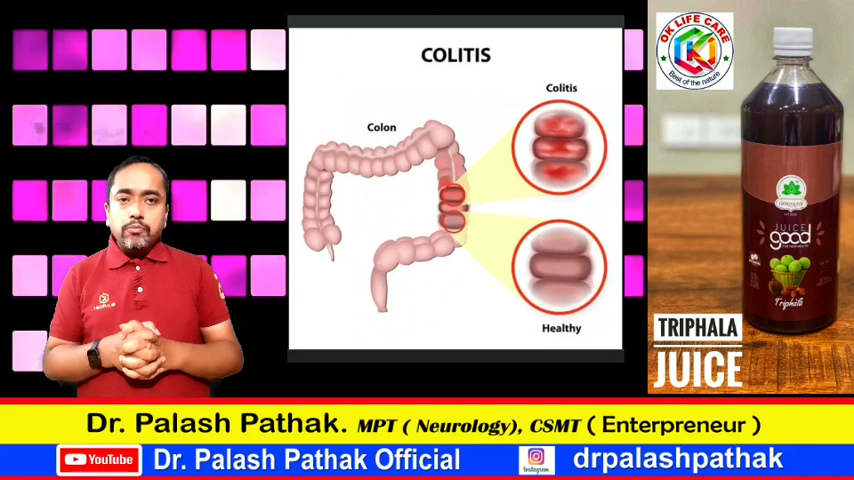 COLITIS
Colitis
Colon
Healthy
OK LIFE CARE
Best of the nature
JUICE
good
Triphla
TRIPHALA
JUICE
Dr. Palash Pathak. MPT ( Neurology), CSMT ( Enterpreneur )
YouTube
Dr. Palash Pathak Official
Instagram
drpalashpathak